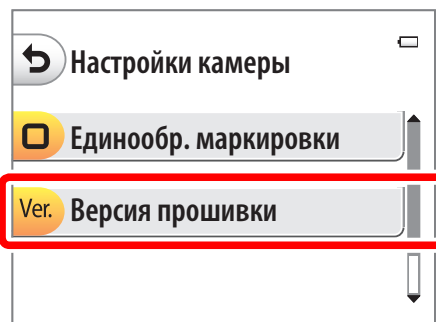 Настройки камеры
Единообр. маркировки
Ver. Версия прошивки